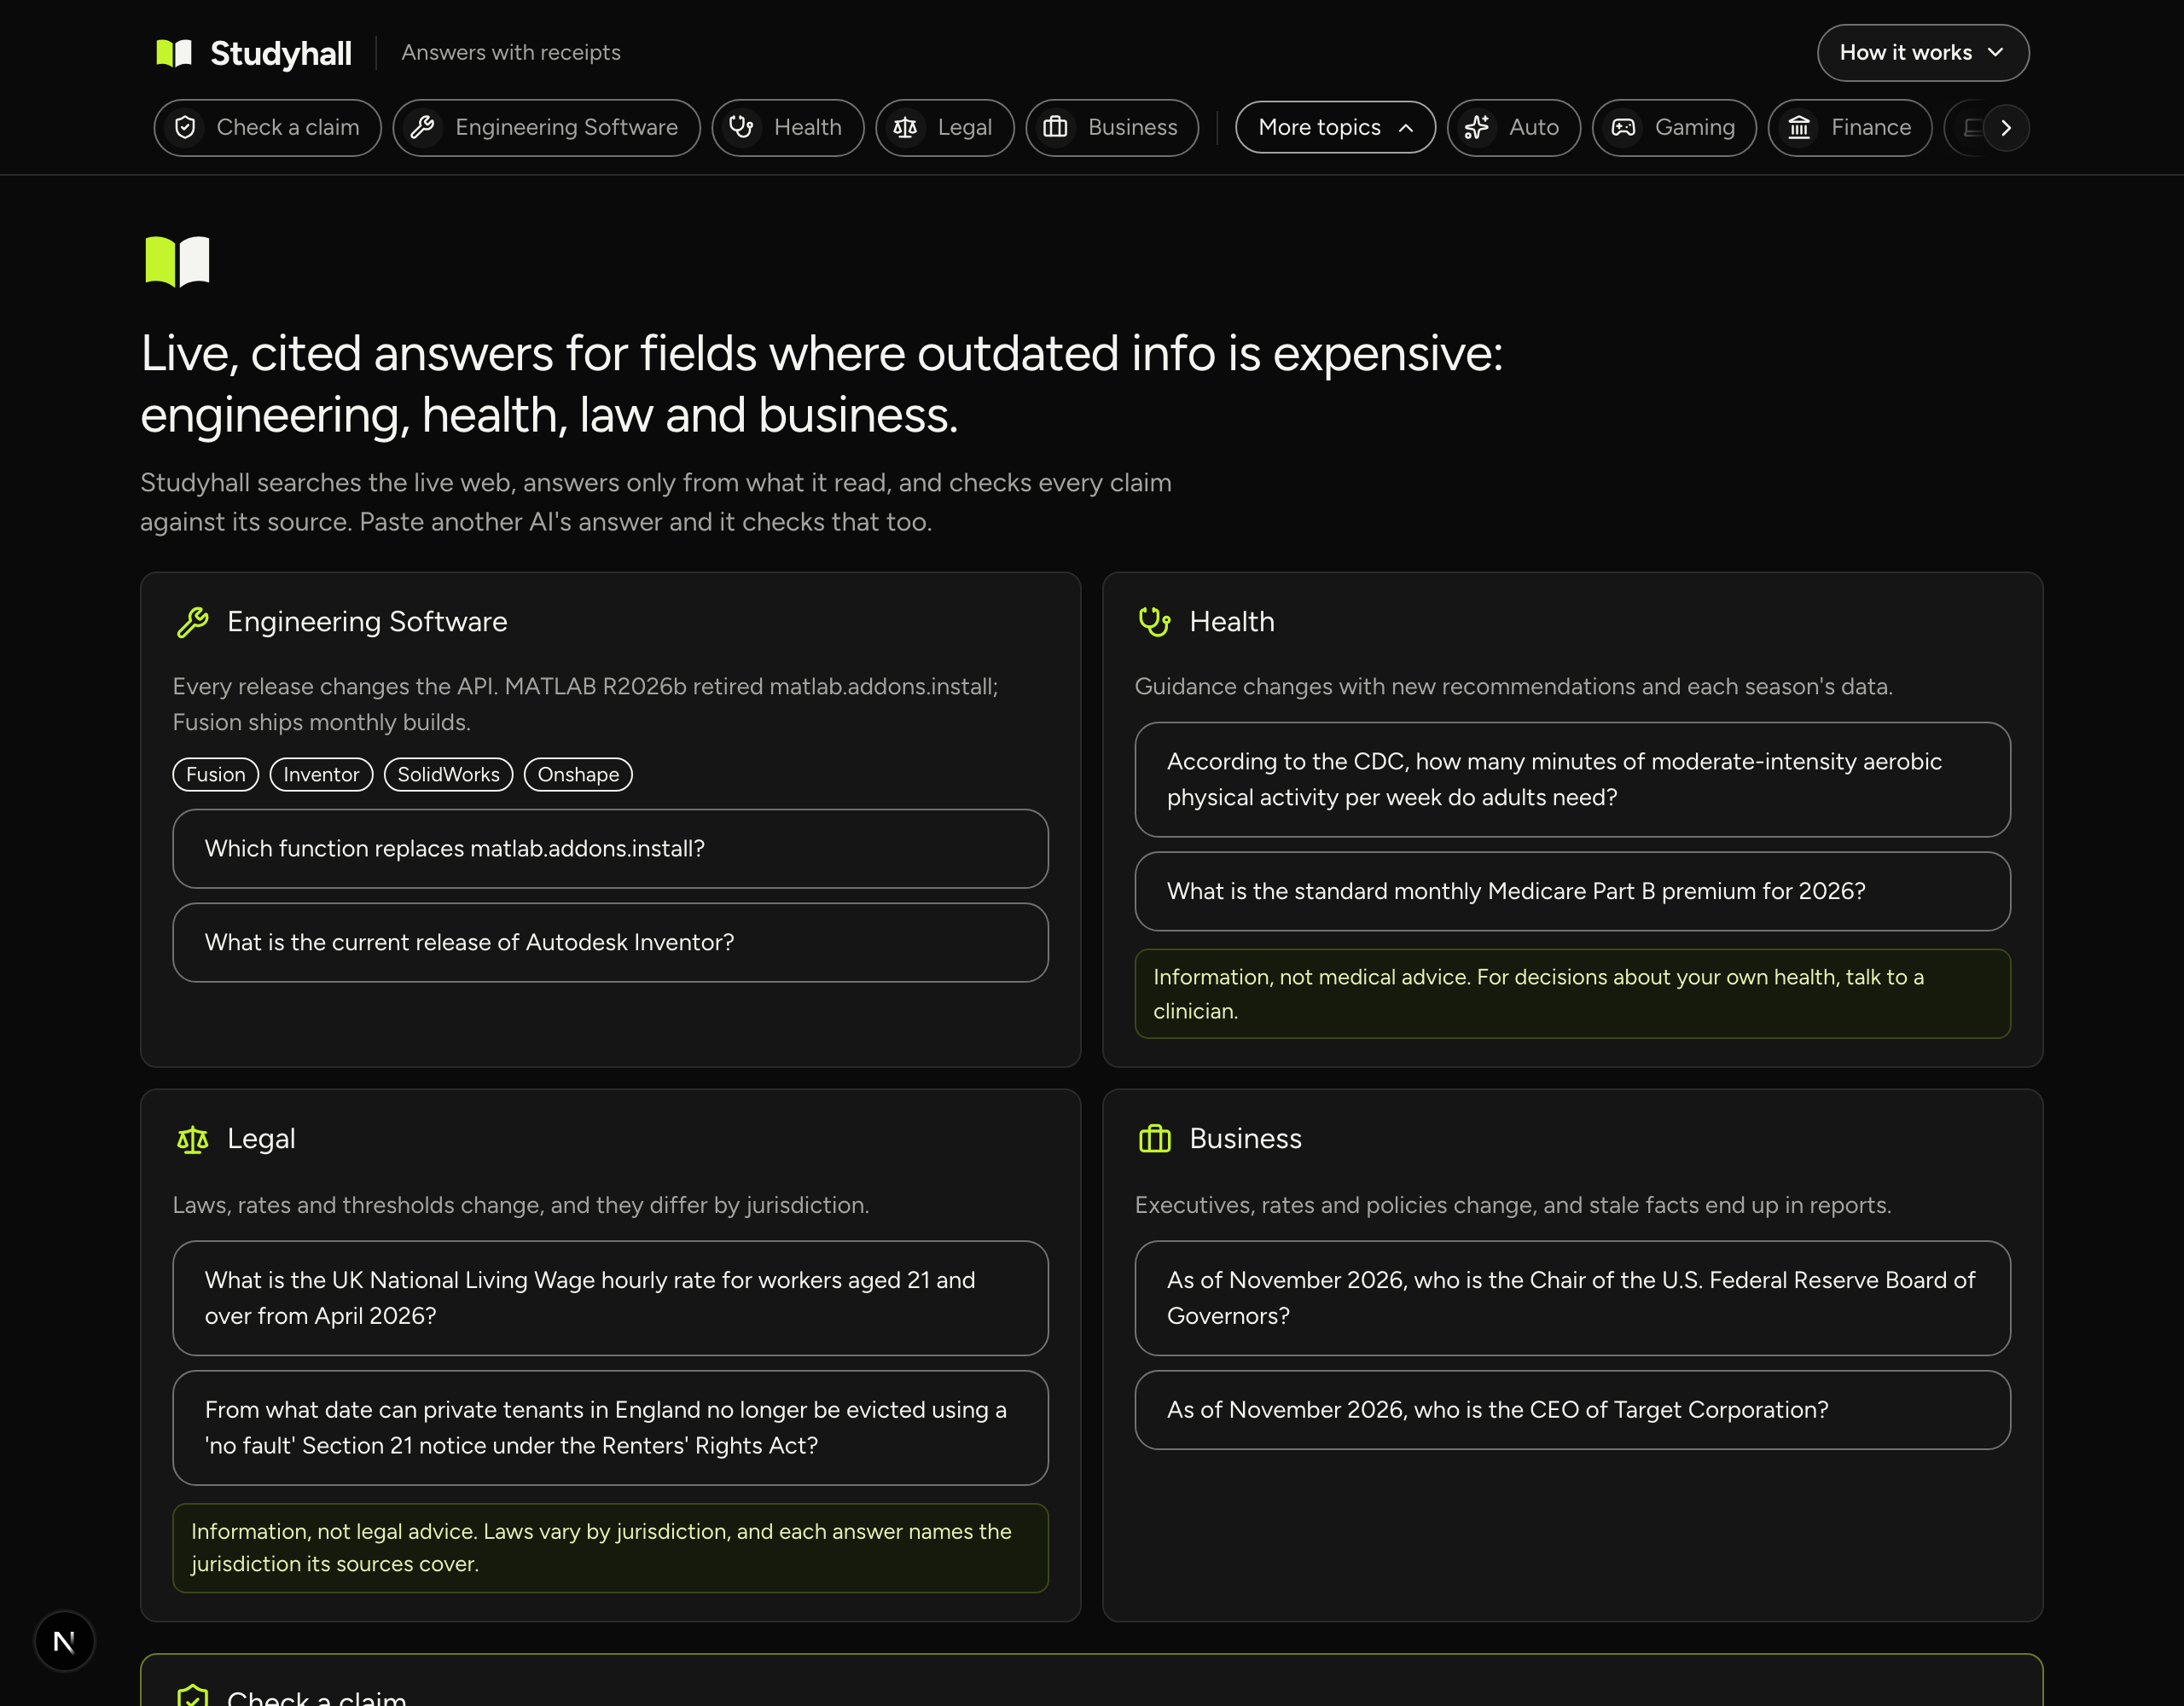 Studyhall
Answers with receipts
How it works
Check a claim
Engineering Software
Health
Legal
Business
More topics
Auto
Gaming
Finance
Live, cited answers for fields where outdated info is expensive:
engineering, health, law and business.
Studyhall searches the live web, answers only from what it read, and checks every claim
against its source. Paste another AI's answer and it checks that too.
Engineering Software
Every release changes the API. MATLAB R2026b retired matlab.addons.install;
Fusion ships monthly builds.
Fusion
Inventor
SolidWorks
Onshape
Which function replaces matlab.addons.install?
What is the current release of Autodesk Inventor?
Health
Guidance changes with new recommendations and each season's data.
According to the CDC, how many minutes of moderate-intensity aerobic
physical activity per week do adults need?
What is the standard monthly Medicare Part B premium for 2026?
Information, not medical advice. For decisions about your own health, talk to a
clinician.
Legal
Laws, rates and thresholds change, and they differ by jurisdiction.
What is the UK National Living Wage hourly rate for workers aged 21 and
over from April 2026?
From what date can private tenants in England no longer be evicted using a
'no fault' Section 21 notice under the Renters' Rights Act?
Information, not legal advice. Laws vary by jurisdiction, and each answer names the
jurisdiction its sources cover.
Business
Executives, rates and policies change, and stale facts end up in reports.
As of November 2026, who is the Chair of the U.S. Federal Reserve Board of
Governors?
As of November 2026, who is the CEO of Target Corporation?
N
Check a claim